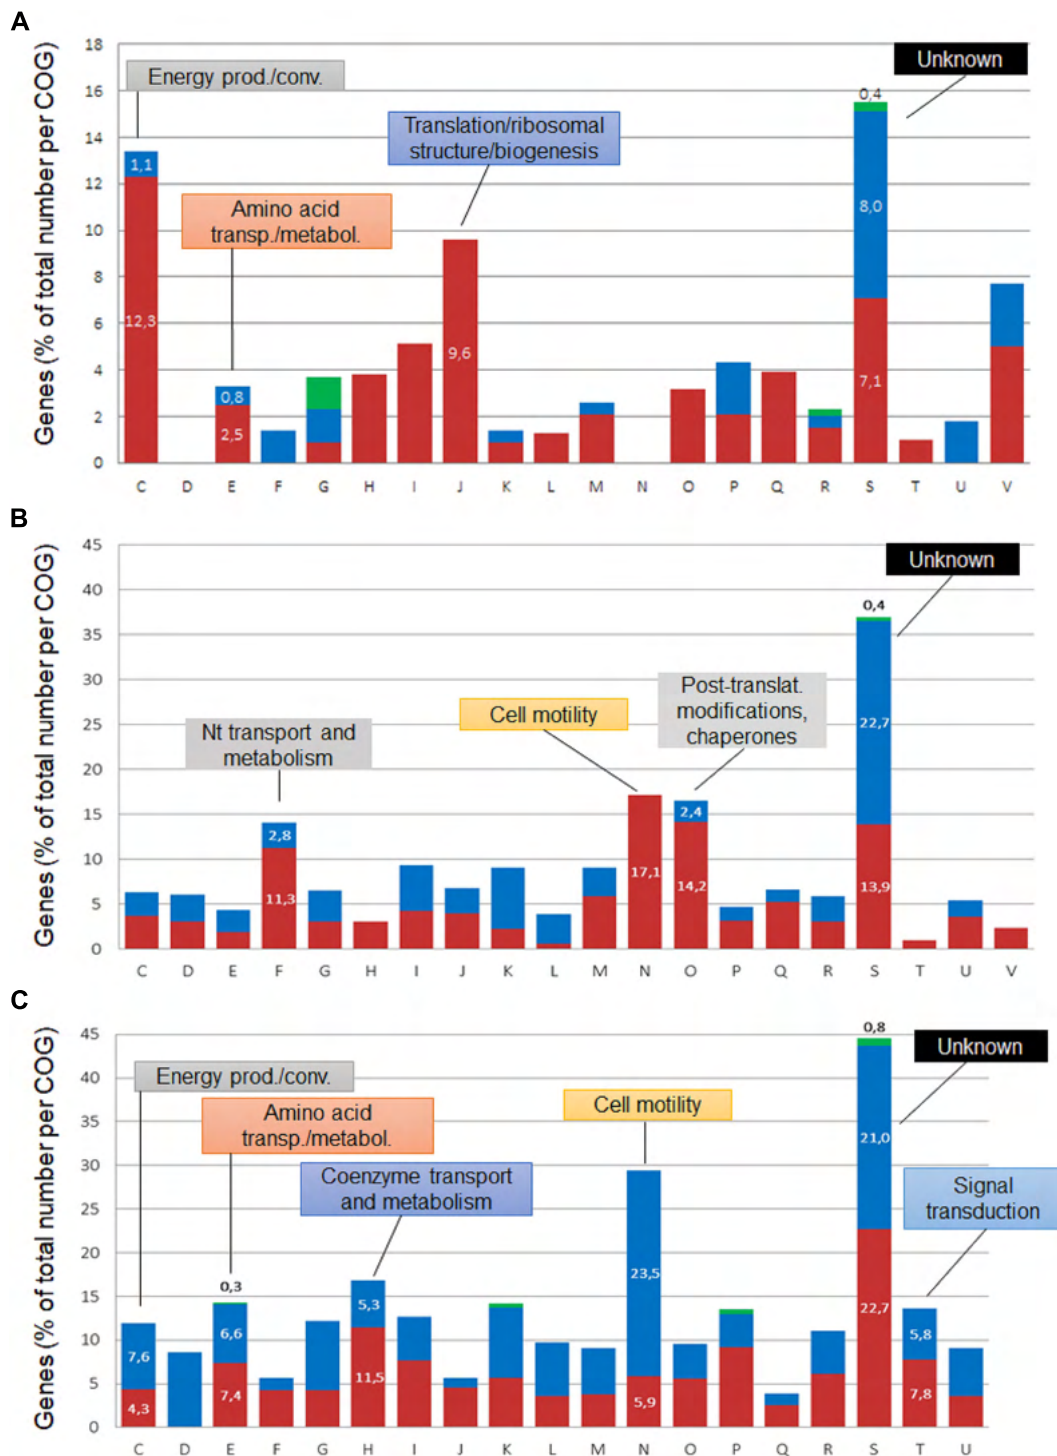 A
Genes (% of total number per COG)
18
16
14
12
10
8
6
4
2
0
Energy prod./conv.
Amino acid
transp./metabol.
Translation/ribosomal
structure/biogenesis
Unknown
1,1
12,3
0,8
2,5
9,6
0,4
8,0
7,1
C D E F G H I J K L M N O P Q R S T U V
B
Genes (% of total number per COG)
45
40
35
30
25
20
15
10
5
0
Nt transport and
metabolism
Cell motility
Post-translat.
modifications,
chaperones
Unknown
2,8
11,3
17,1
2,4
14,2
0,4
22,7
13,9
C D E F G H I J K L M N O P Q R S T U V
C
Genes (% of total number per COG)
45
40
35
30
25
20
15
10
5
0
Energy prod./conv.
Amino acid
transp./metabol.
Coenzyme transport
and metabolism
Cell motility
Unknown
Signal
transduction
7,6
4,3
0,3
6,6
7,4
5,3
11,5
23,5
5,9
0,8
21,0
22,7
5,8
7,8
C D E F G H I J K L M N O P Q R S T U